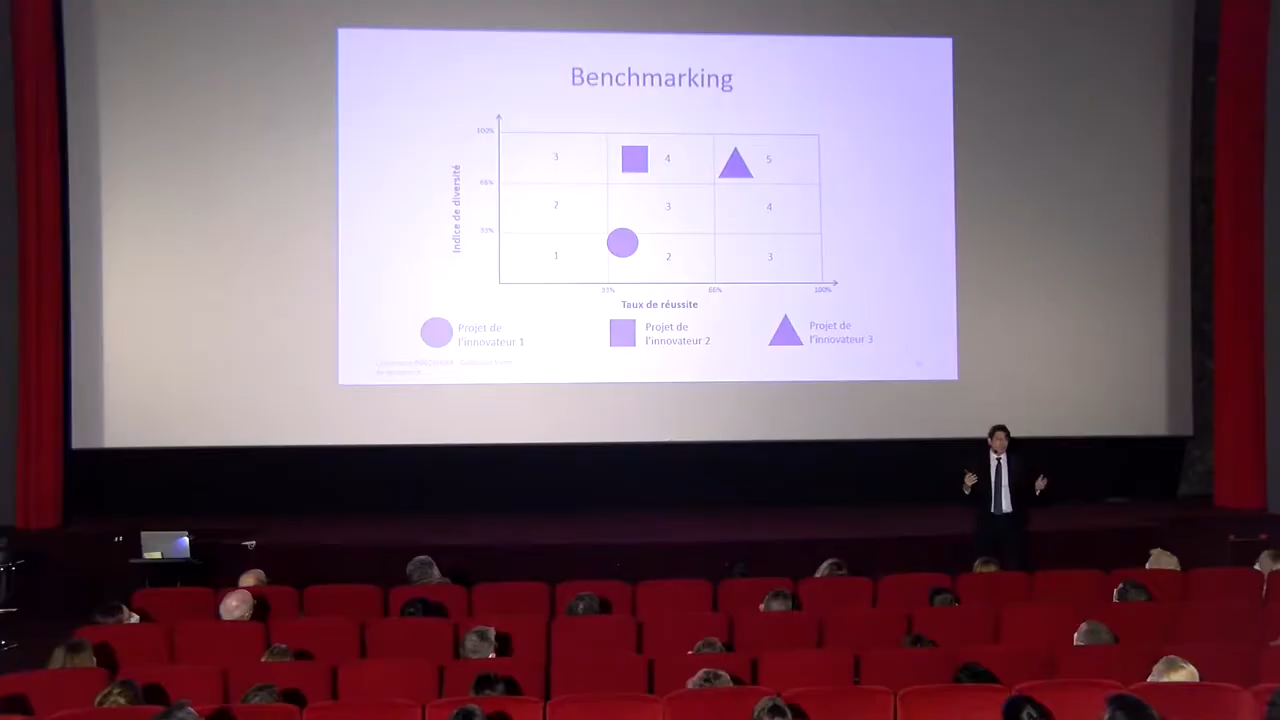 Benchmarking
100%
3
4
5
Indice de diversité
66%
2
3
4
33%
1
2
3
33%
66%
100%
Taux de réussite
Projet de
l'innovateur 1
Projet de
l'innovateur 2
Projet de
l'innovateur 3